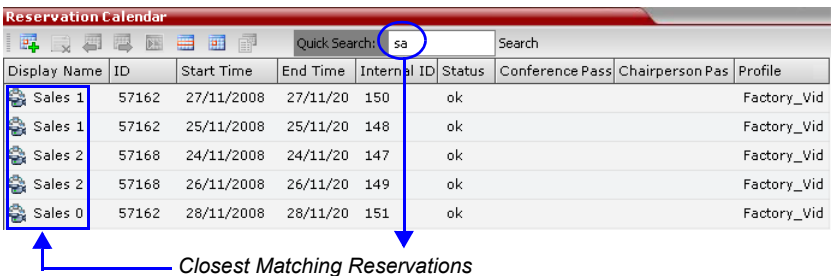 Reservation Calendar
Quick Search: sa Search
Display Name ID Start Time End Time Internal ID Status Conference Pass Chairperson Pas Profile
Sales 1 57162 27/11/2008 27/11/20 150 ok Factory_Vid
Sales 1 57162 25/11/2008 25/11/20 148 ok Factory_Vid
Sales 2 57168 24/11/2008 24/11/20 147 ok Factory_Vid
Sales 2 57168 26/11/2008 26/11/20 149 ok Factory_Vid
Sales 0 57162 28/11/2008 28/11/20 151 ok Factory_Vid
Closest Matching Reservations